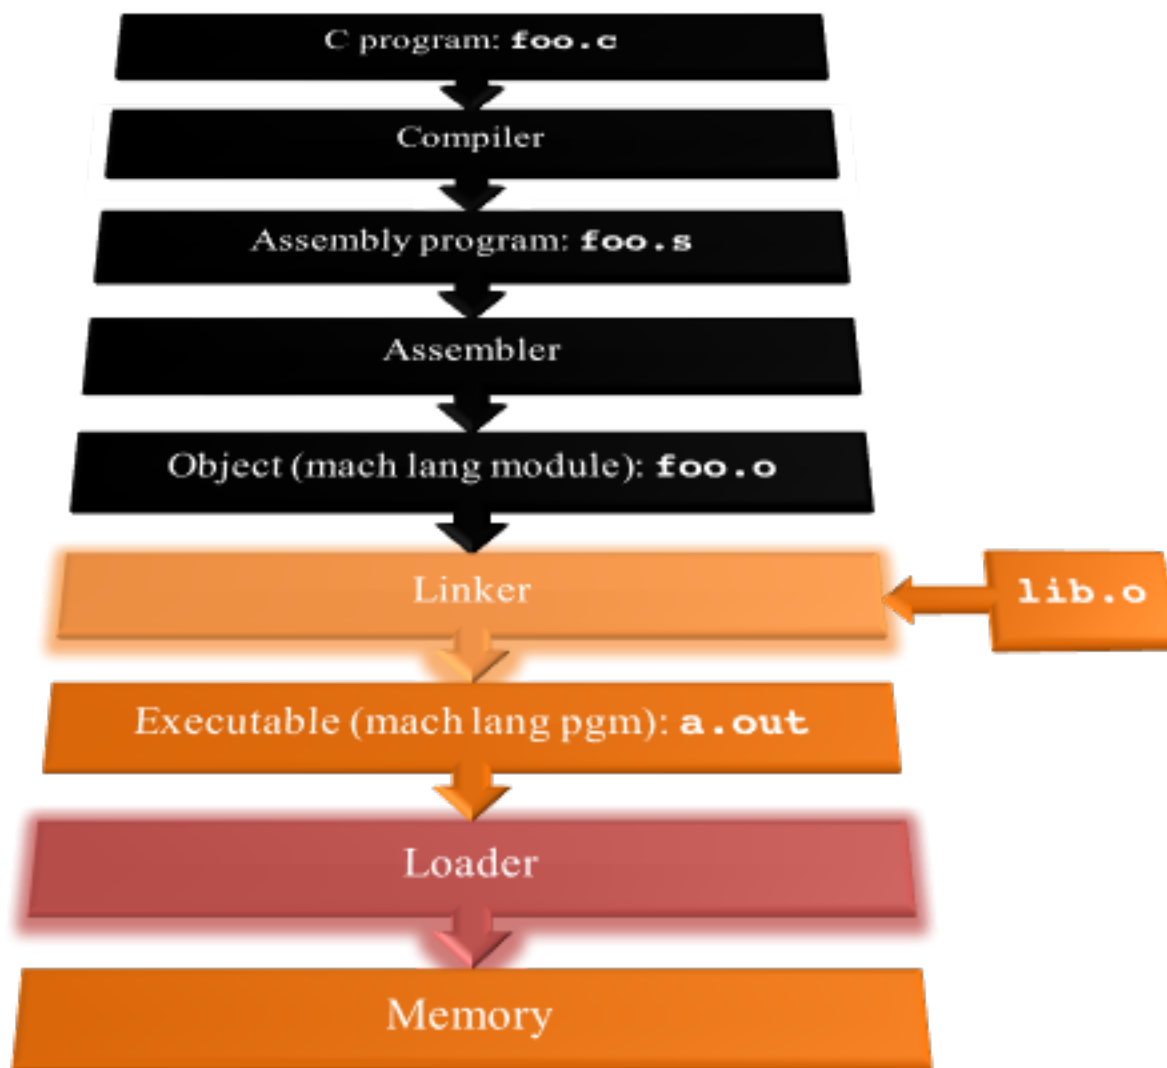 C program: foo.c
Compiler
Assembly program: foo.s
Assembler
Object (mach lang module): foo.o
Linker
lib.o
Executable (mach lang pgm): a.out
Loader
Memory